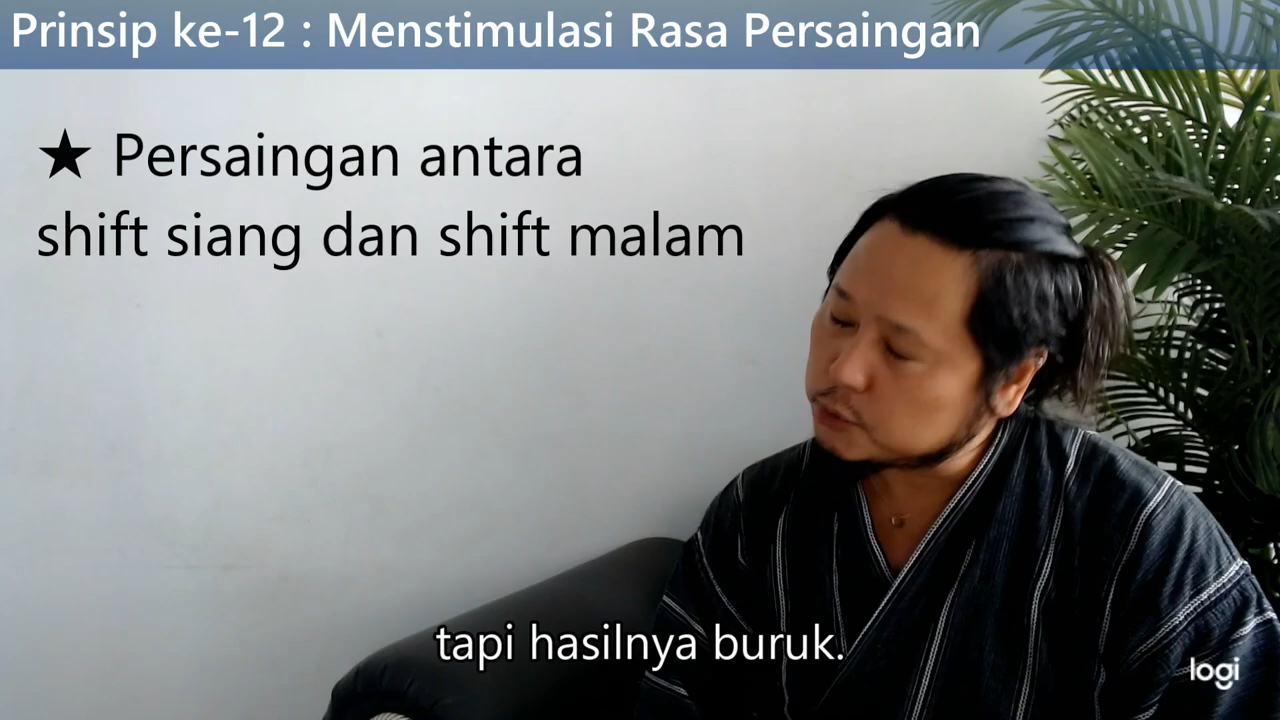 Prinsip ke-12 : Menstimulasi Rasa Persaingan
★ Persaingan antara
shift siang dan shift malam
tapi hasilnya buruk.
logi